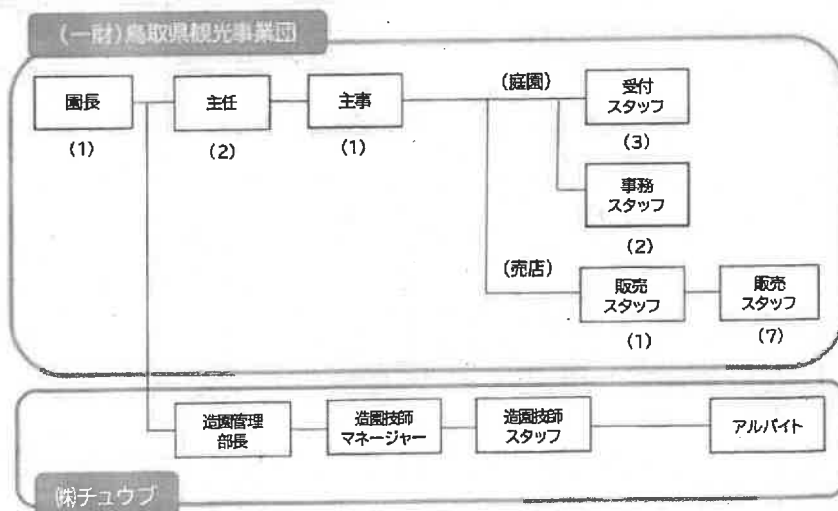 (一財)鳥取県観光事業団
園長
(1)
主任
(2)
主事
(1)
(庭園)
受付
スタッフ
(3)
事務
スタッフ
(2)
(売店)
販売
スタッフ
(1)
販売
スタッフ
(7)
造園管理
部長
造園技師
マネージャー
造園技師
スタッフ
アルバイト
㈱チュウブ